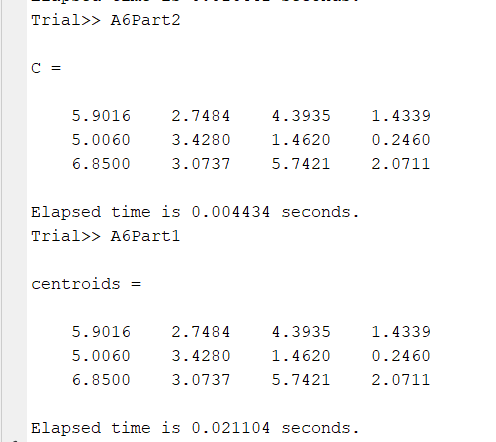 Trial>> A6Part2
C =
5.9016 2.7484 4.3935 1.4339
5.0060 3.4280 1.4620 0.2460
6.8500 3.0737 5.7421 2.0711
Elapsed time is 0.004434 seconds.
Trial>> A6Part1
centroids =
5.9016 2.7484 4.3935 1.4339
5.0060 3.4280 1.4620 0.2460
6.8500 3.0737 5.7421 2.0711
Elapsed time is 0.021104 seconds.